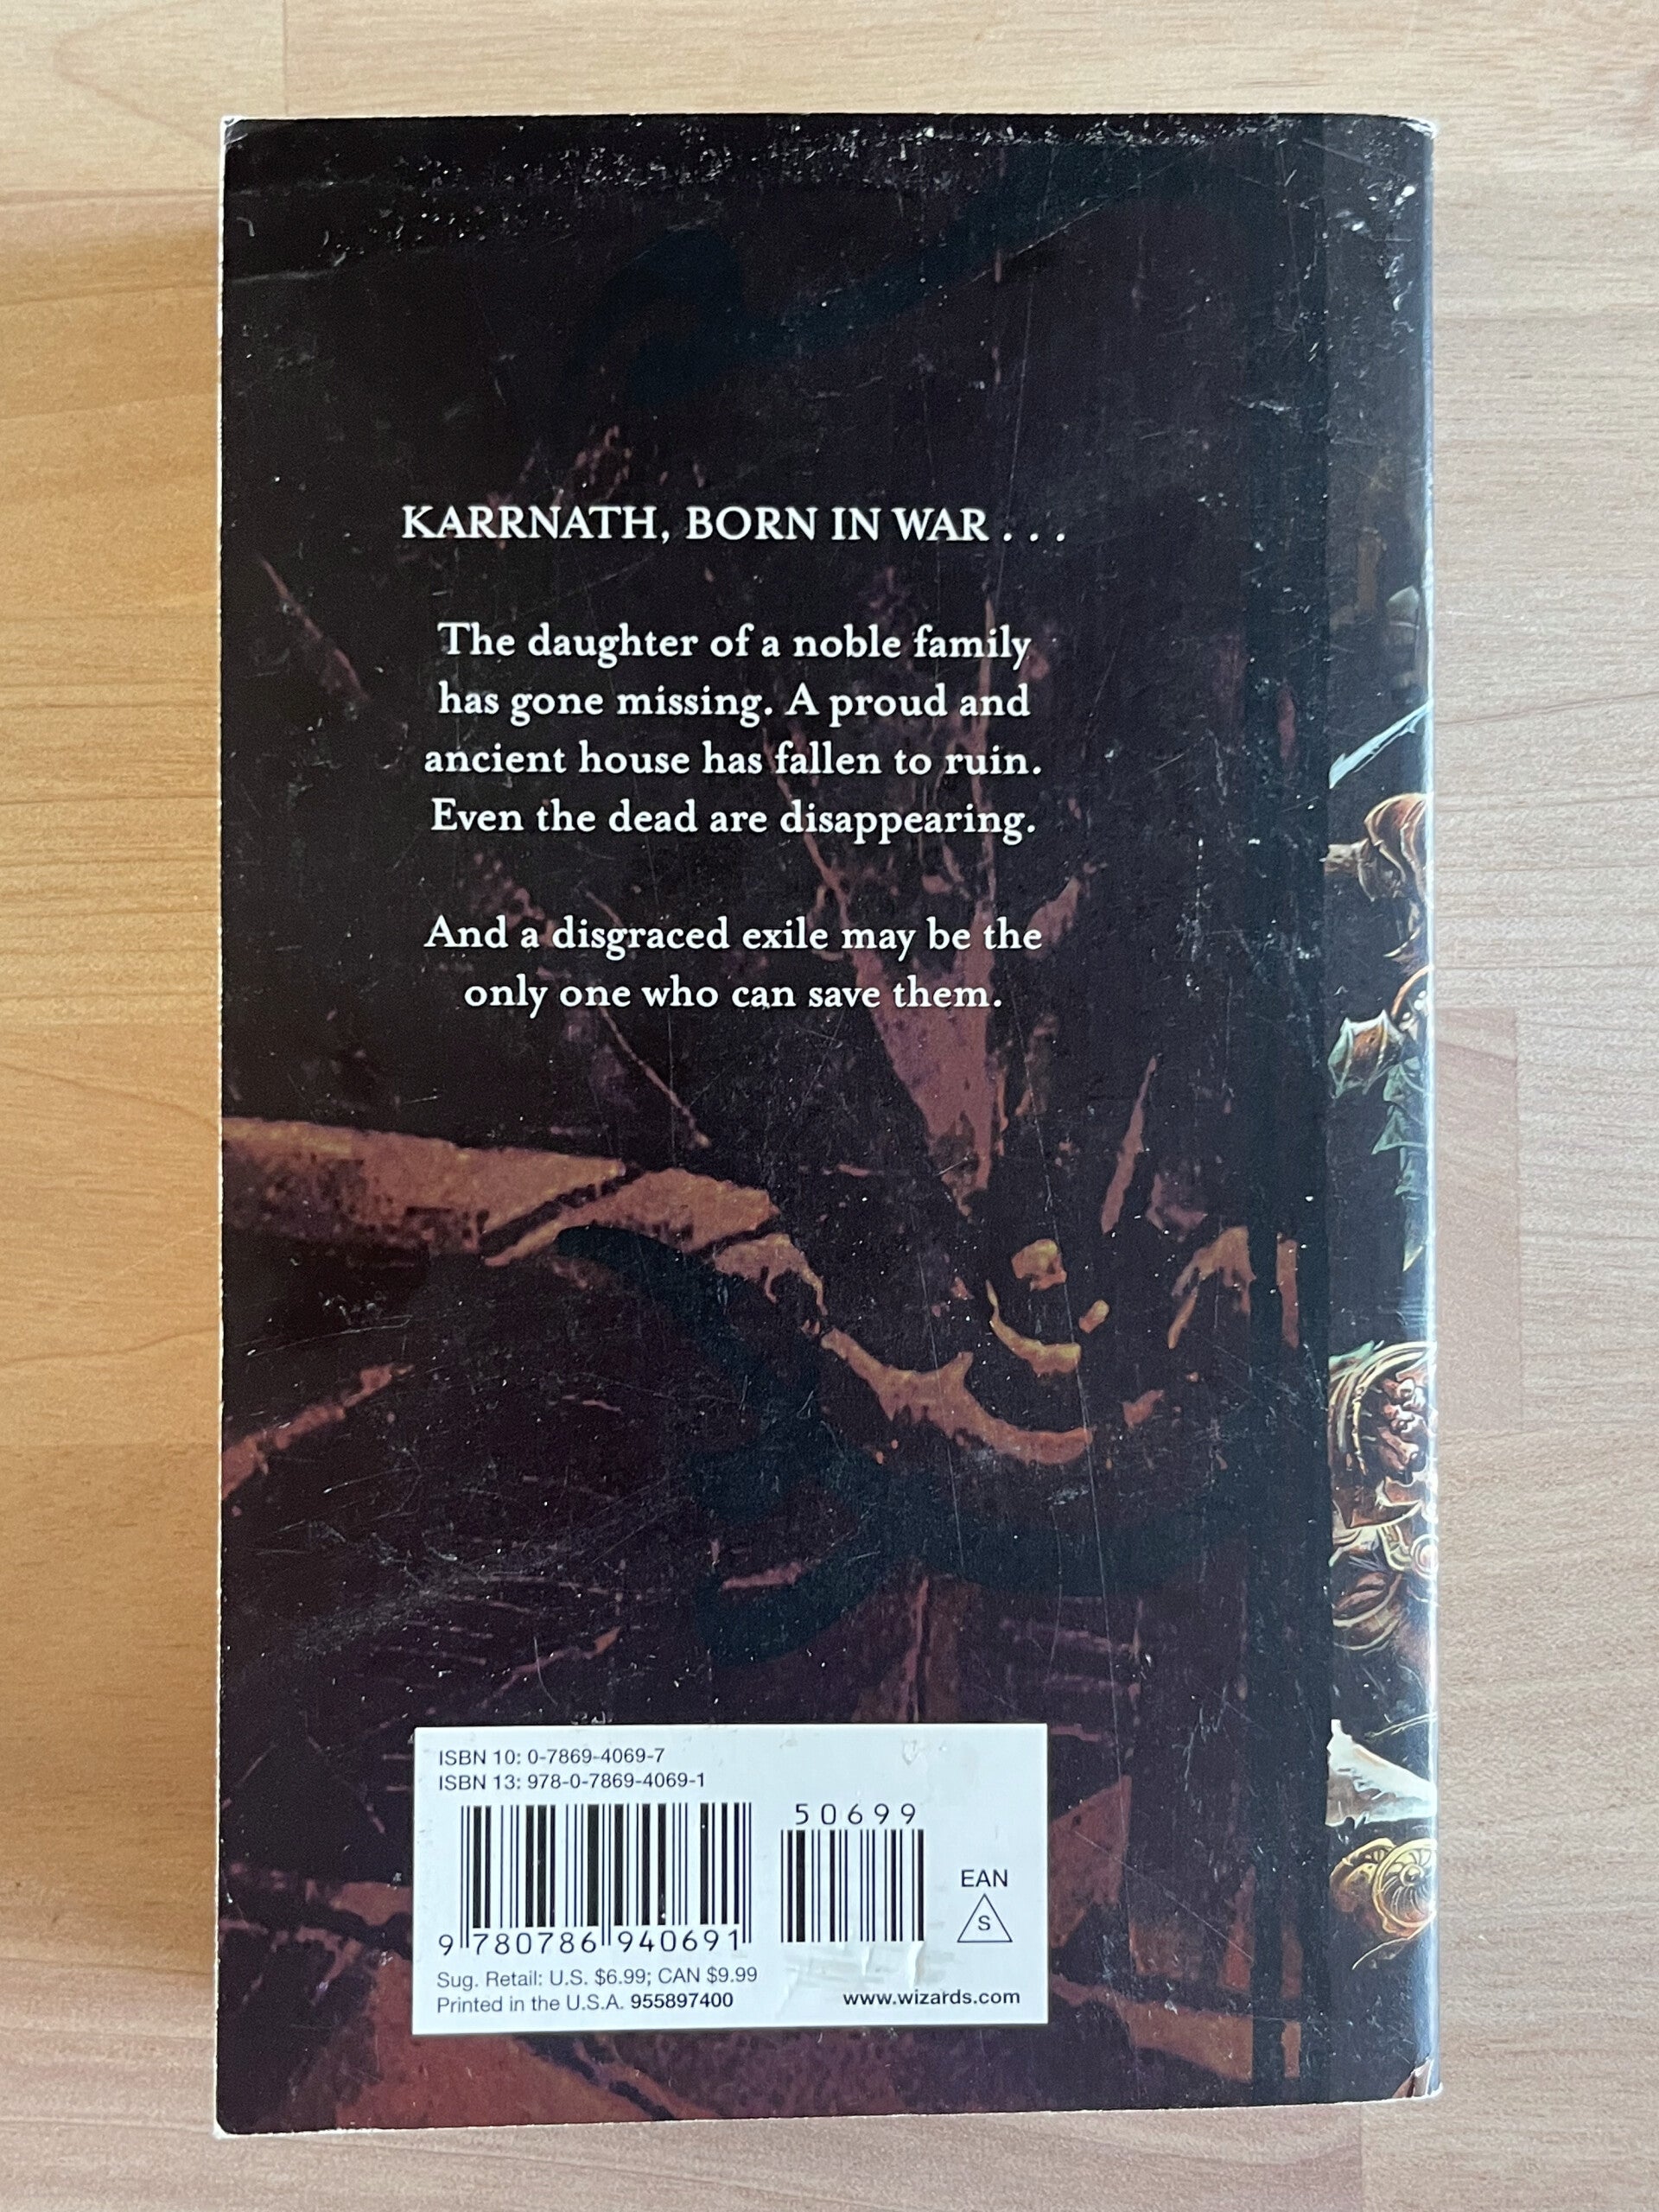 KARRNATH, BORN IN WAR . . .
The daughter of a noble family
has gone missing. A proud and
ancient house has fallen to ruin.
Even the dead are disappearing.
And a disgraced exile may be the
only one who can save them.
ISBN 10: 0-7869-4069-7
ISBN 13: 978-0-7869-4069-1
50699
EAN
S
9 780786 940691
Sug. Retail: U.S. $6.99; CAN $9.99
Printed in the U.S.A. 955897400
www.wizards.com